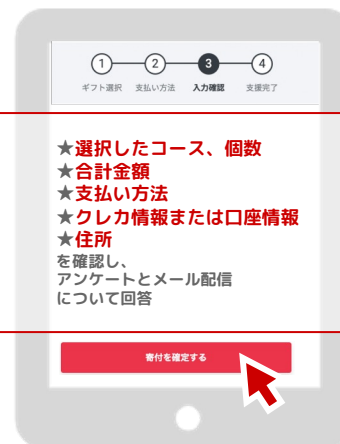 1 2 3 4
ギフト選択 支払い方法 入力確認 支援完了
★選択したコース、個数
★合計金額
★支払い方法
★クレカ情報または口座情報
★住所
を確認し、
アンケートとメール配信
について回答
寄付を確定する